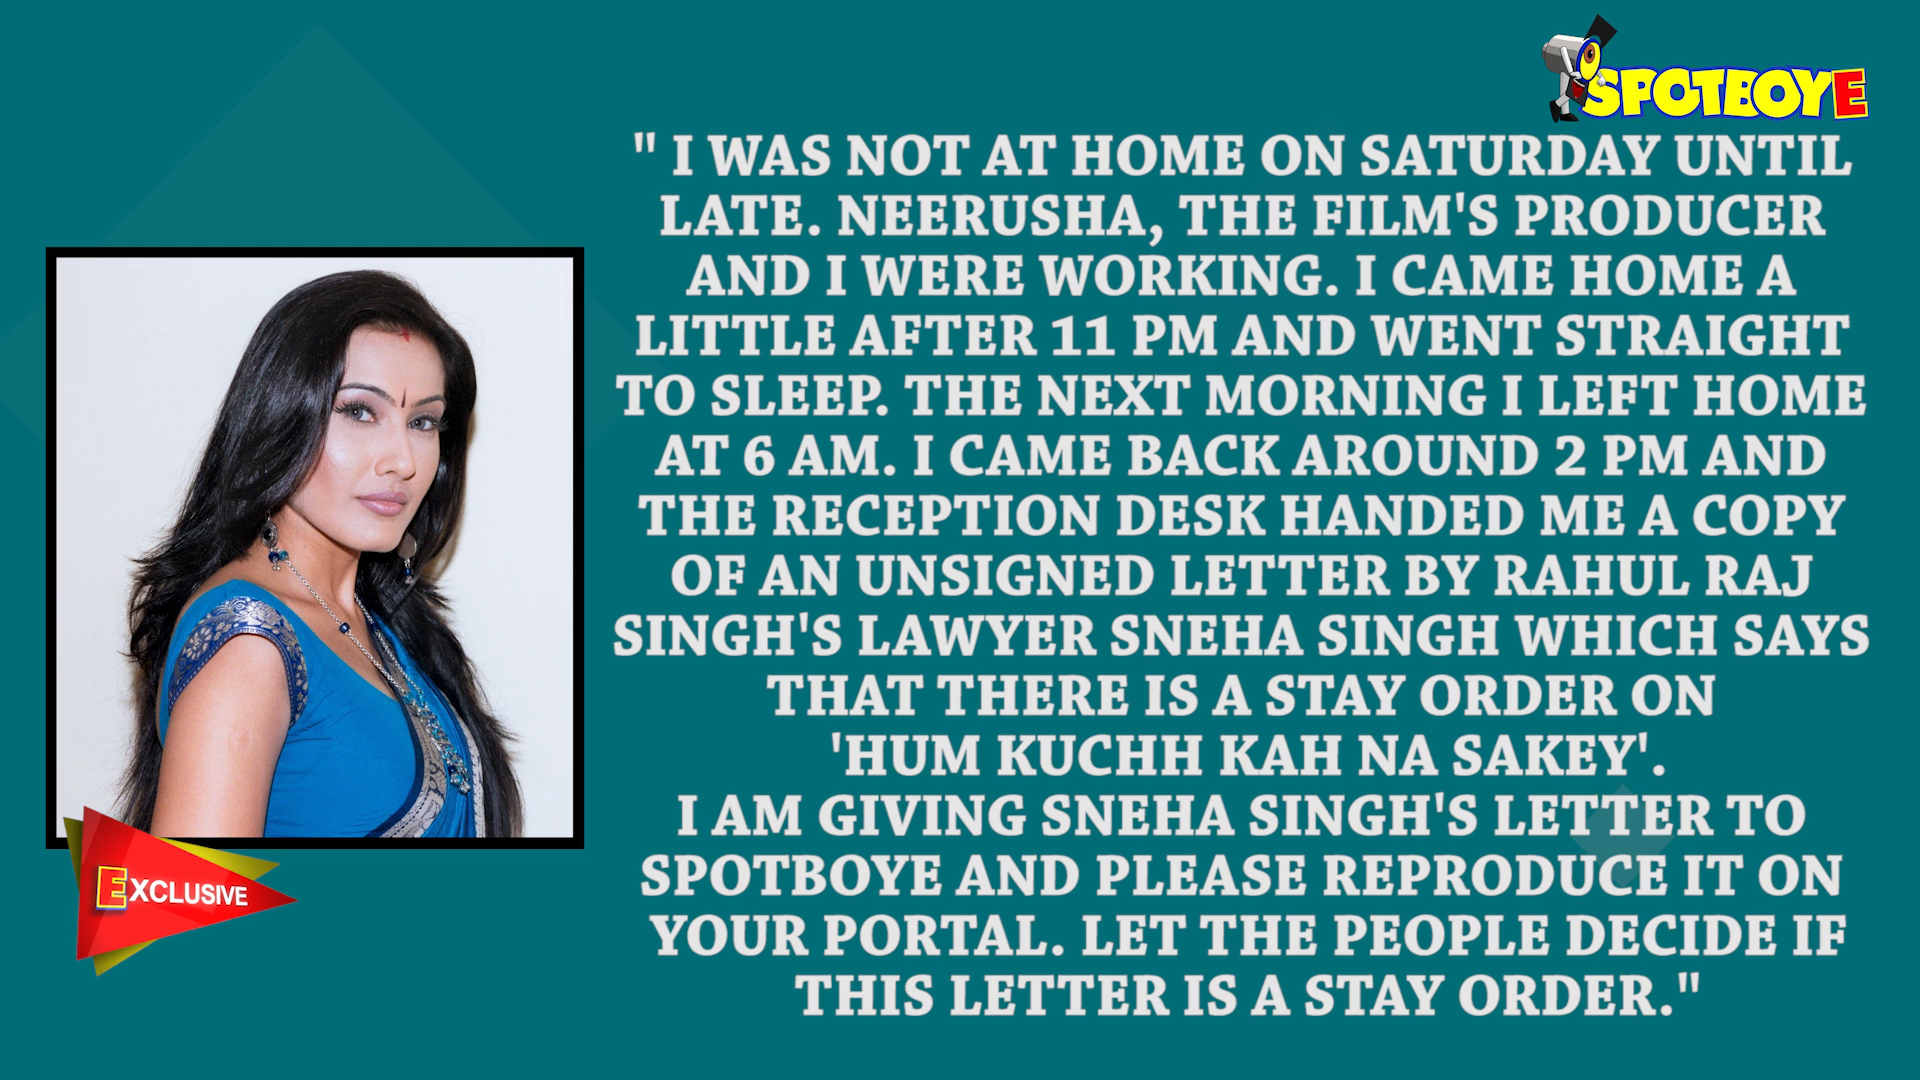 SPOTBOYE
" I WAS NOT AT HOME ON SATURDAY UNTIL
LATE. NEERUSHA, THE FILM'S PRODUCER
AND I WERE WORKING. I CAME HOME A
LITTLE AFTER 11 PM AND WENT STRAIGHT
TO SLEEP. THE NEXT MORNING I LEFT HOME
AT 6 AM. I CAME BACK AROUND 2 PM AND
THE RECEPTION DESK HANDED ME A COPY
OF AN UNSIGNED LETTER BY RAHUL RAJ
SINGH'S LAWYER SNEHA SINGH WHICH SAYS
THAT THERE IS A STAY ORDER ON
'HUM KUCHH KAH NA SAKEY'.
I AM GIVING SNEHA SINGH'S LETTER TO
SPOTBOYE AND PLEASE REPRODUCE IT ON
YOUR PORTAL. LET THE PEOPLE DECIDE IF
THIS LETTER IS A STAY ORDER."
EXCLUSIVE